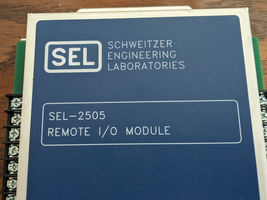 SEL
SCHWEITZER
ENGINEERING
LABORATORIES
SEL-2505
REMOTE I/O MODULE